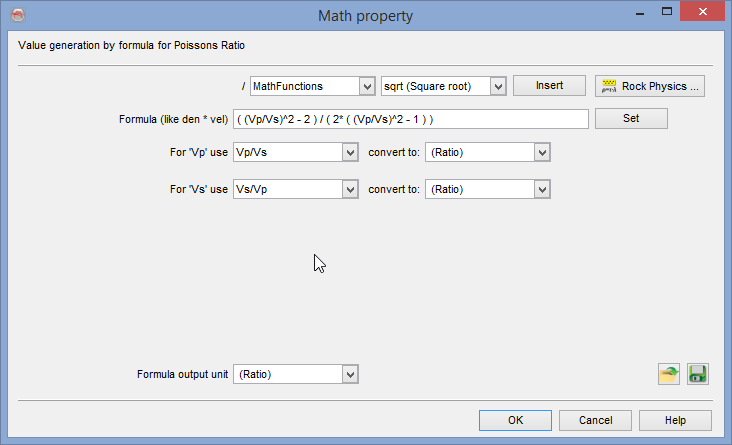 Math property
Value generation by formula for Poissons Ratio
/ MathFunctions sqrt (Square root) Insert Rock Physics ...
Formula (like den * vel) ( (Vp/Vs)^2 - 2 ) / ( 2* ( (Vp/Vs)^2 - 1 ) ) Set
For 'Vp' use Vp/Vs convert to: (Ratio)
For 'Vs' use Vs/Vp convert to: (Ratio)
Formula output unit (Ratio)
OK Cancel Help